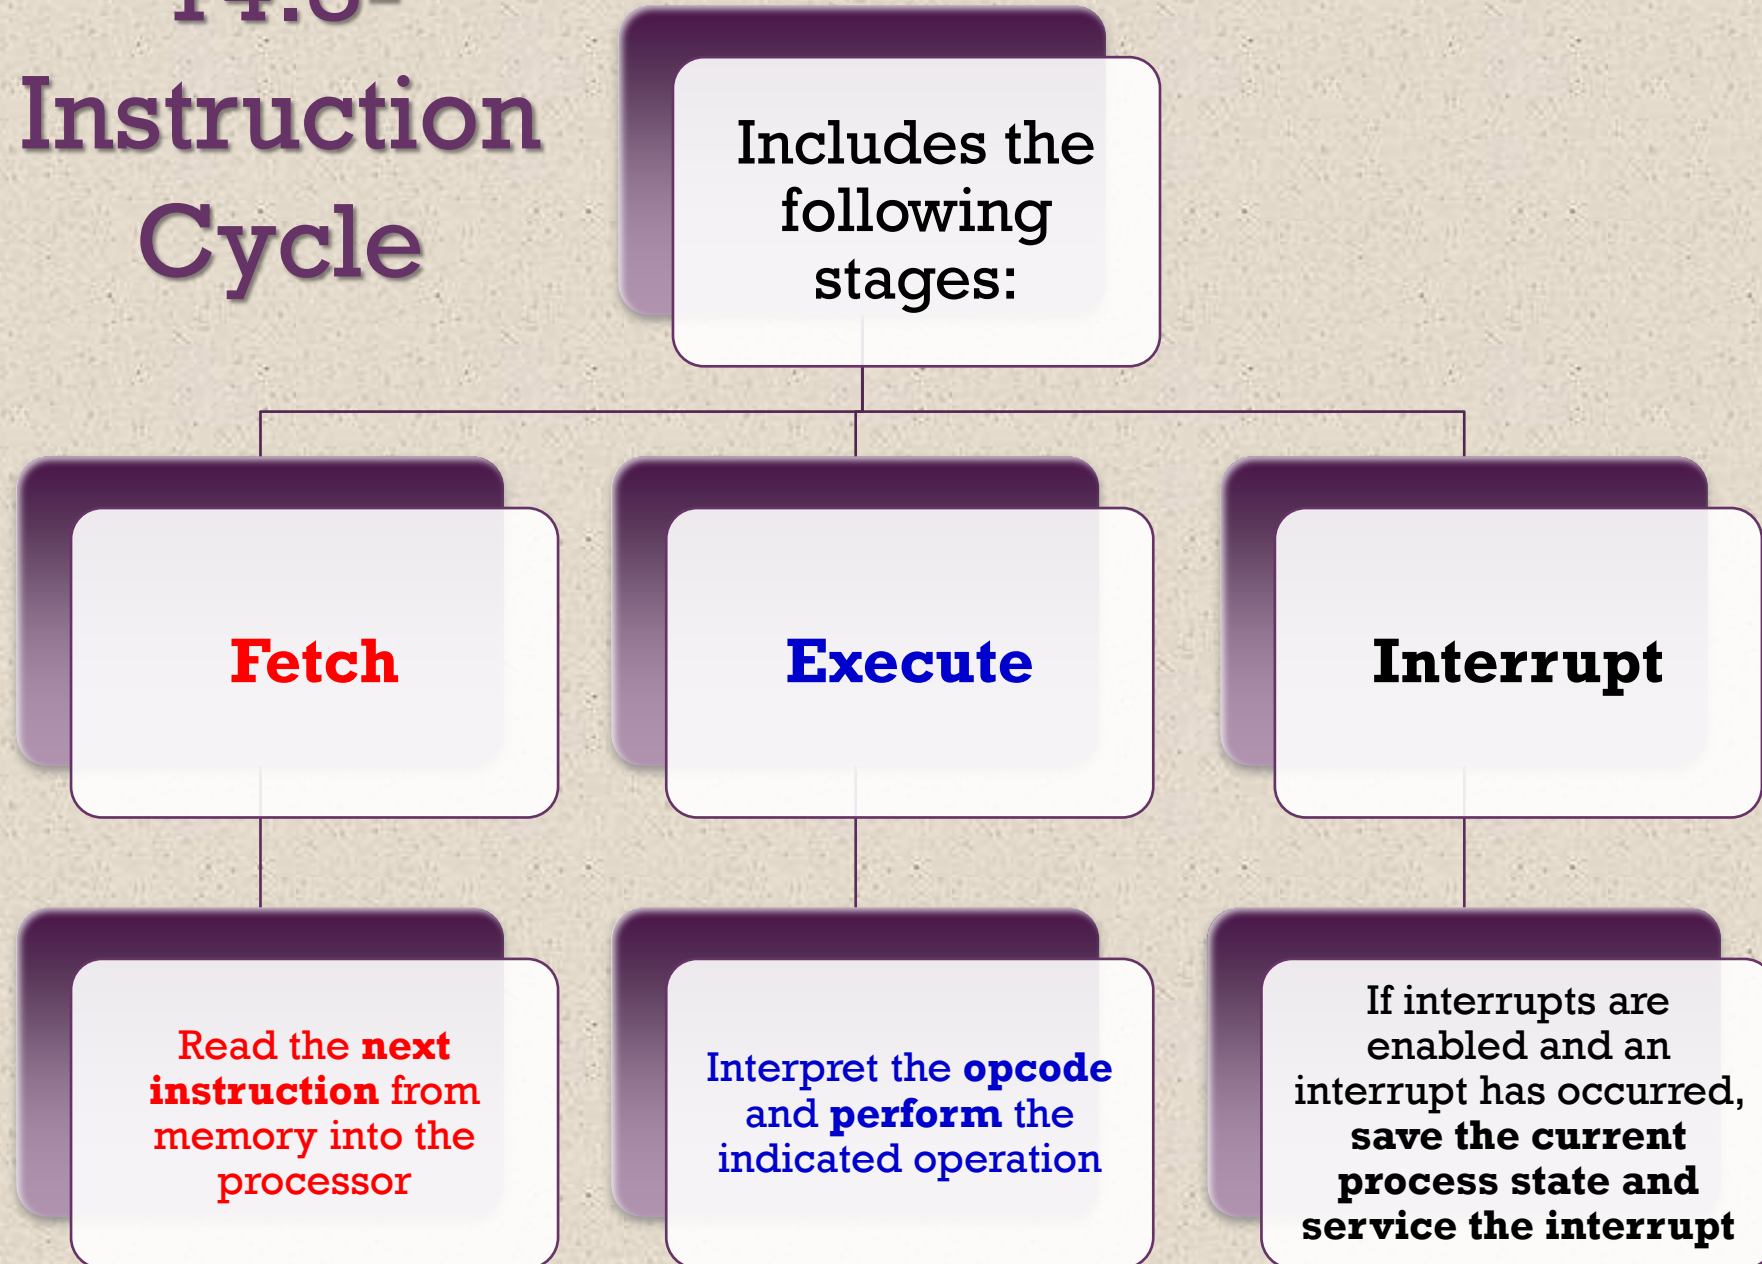 Instruction
Cycle
Includes the
following
stages:
Fetch
Execute
Interrupt
Read the next
instruction from
memory into the
processor
Interpret the opcode
and perform the
indicated operation
If interrupts are
enabled and an
interrupt has occurred,
save the current
process state and
service the interrupt